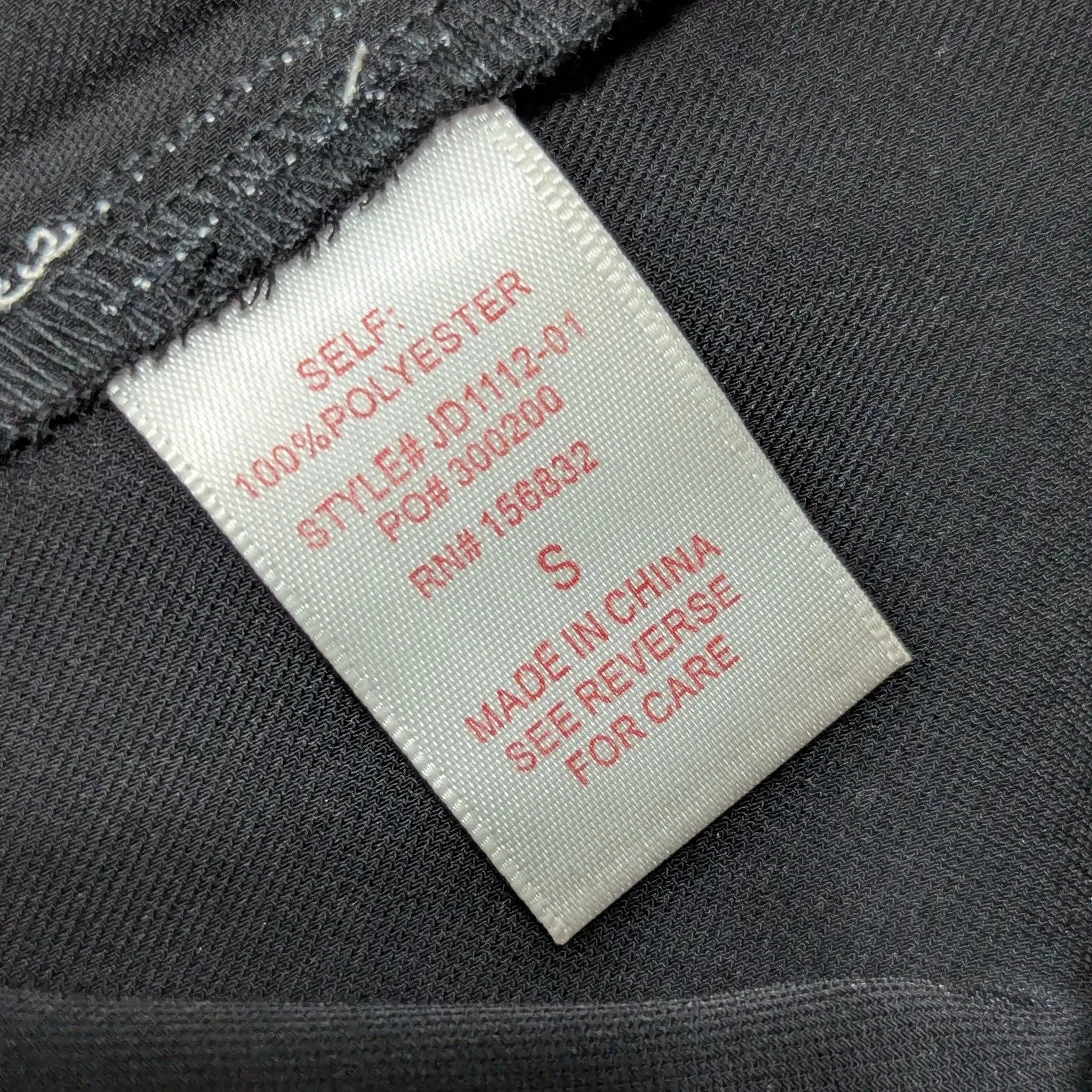 SELF:
100%POLYESTER
STYLE# JD1112-01
PO# 300200
RN# 156832
S
MADE IN CHINA
SEE REVERSE
FOR CARE